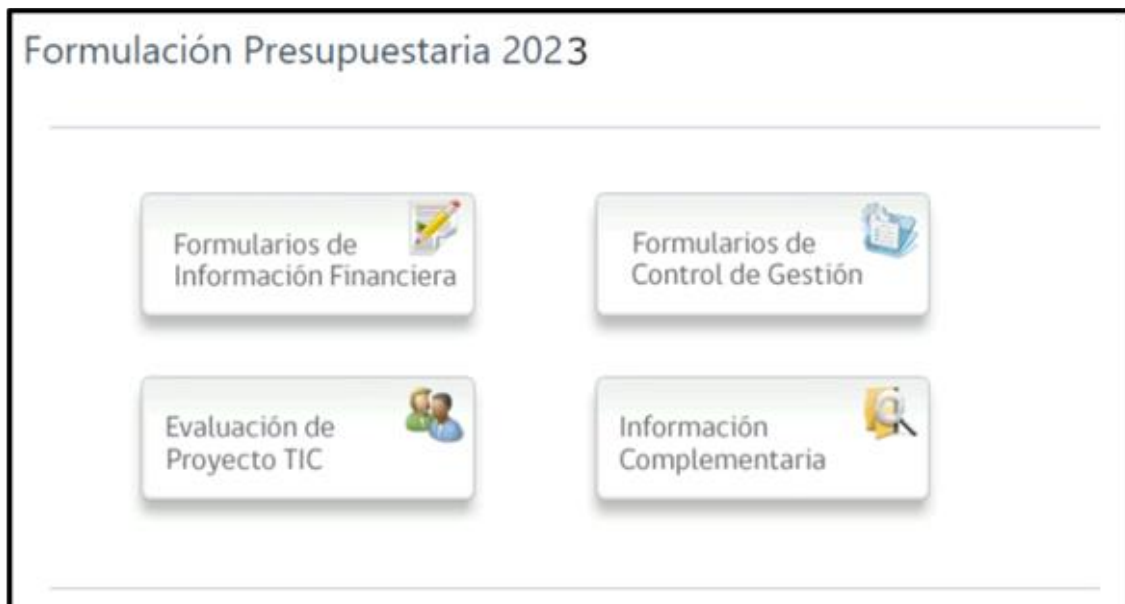 Formulación Presupuestaria 2023
Formularios de
Información Financiera
Formularios de
Control de Gestión
Evaluación de
Proyecto TIC
Información
Complementaria